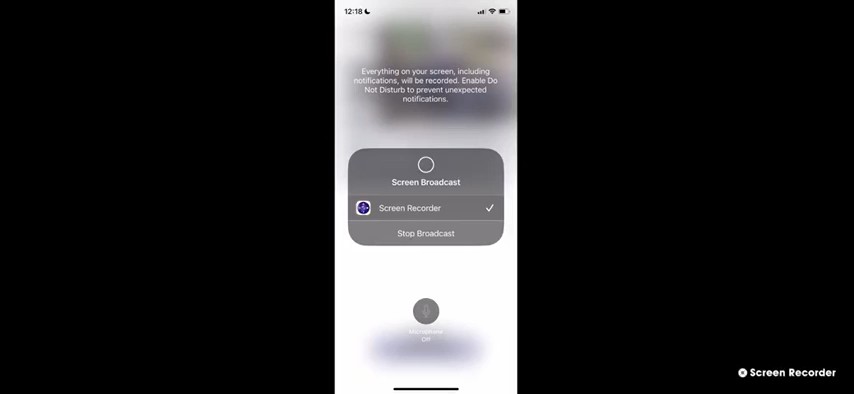 12:18
Everything on your screen, including
notifications, will be recorded. Enable Do
Not Disturb to prevent unexpected
notifications.
Screen Broadcast
Screen Recorder
Stop Broadcast
Microphone
Off
Screen Recorder